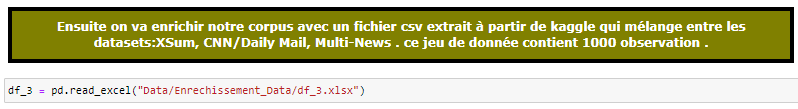 Ensuite on va enrichir notre corpus avec un fichier csv extrait à partir de kaggle qui mélange entre les
datasets:XSum, CNN/Daily Mail, Multi-News . ce jeu de donnée contient 1000 observation .
df_3 = pd.read_excel("Data/Enrechissement_Data/df_3.xlsx")